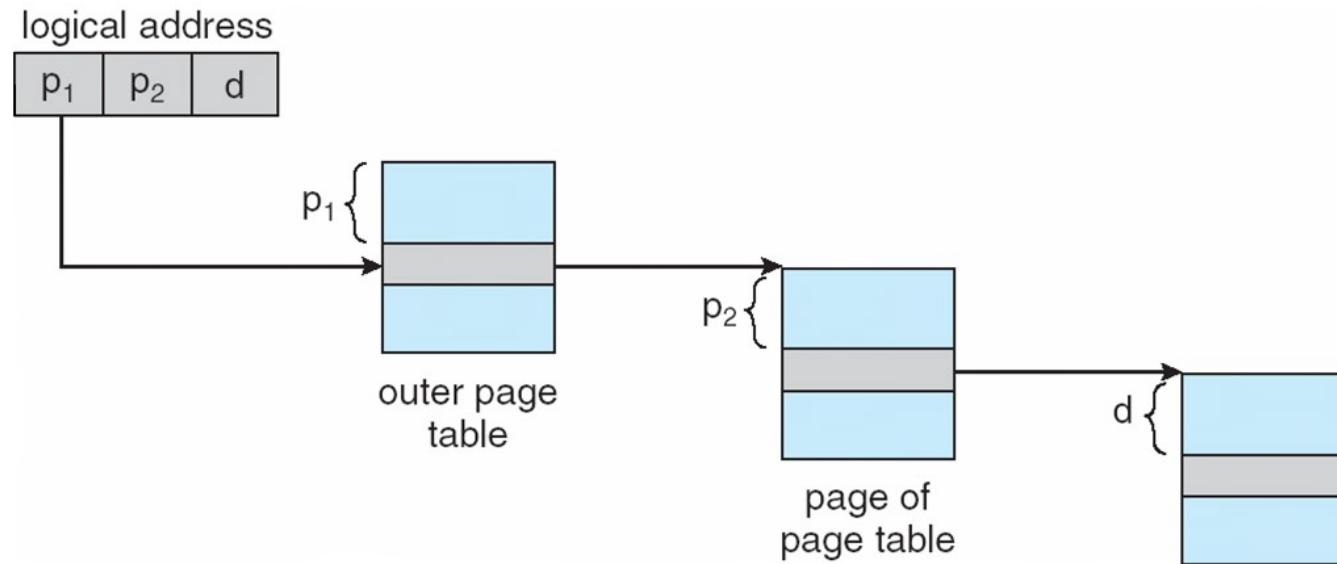 logical address
p₁ p₂ d
p₁
outer page
table
p₂
page of
page table
d